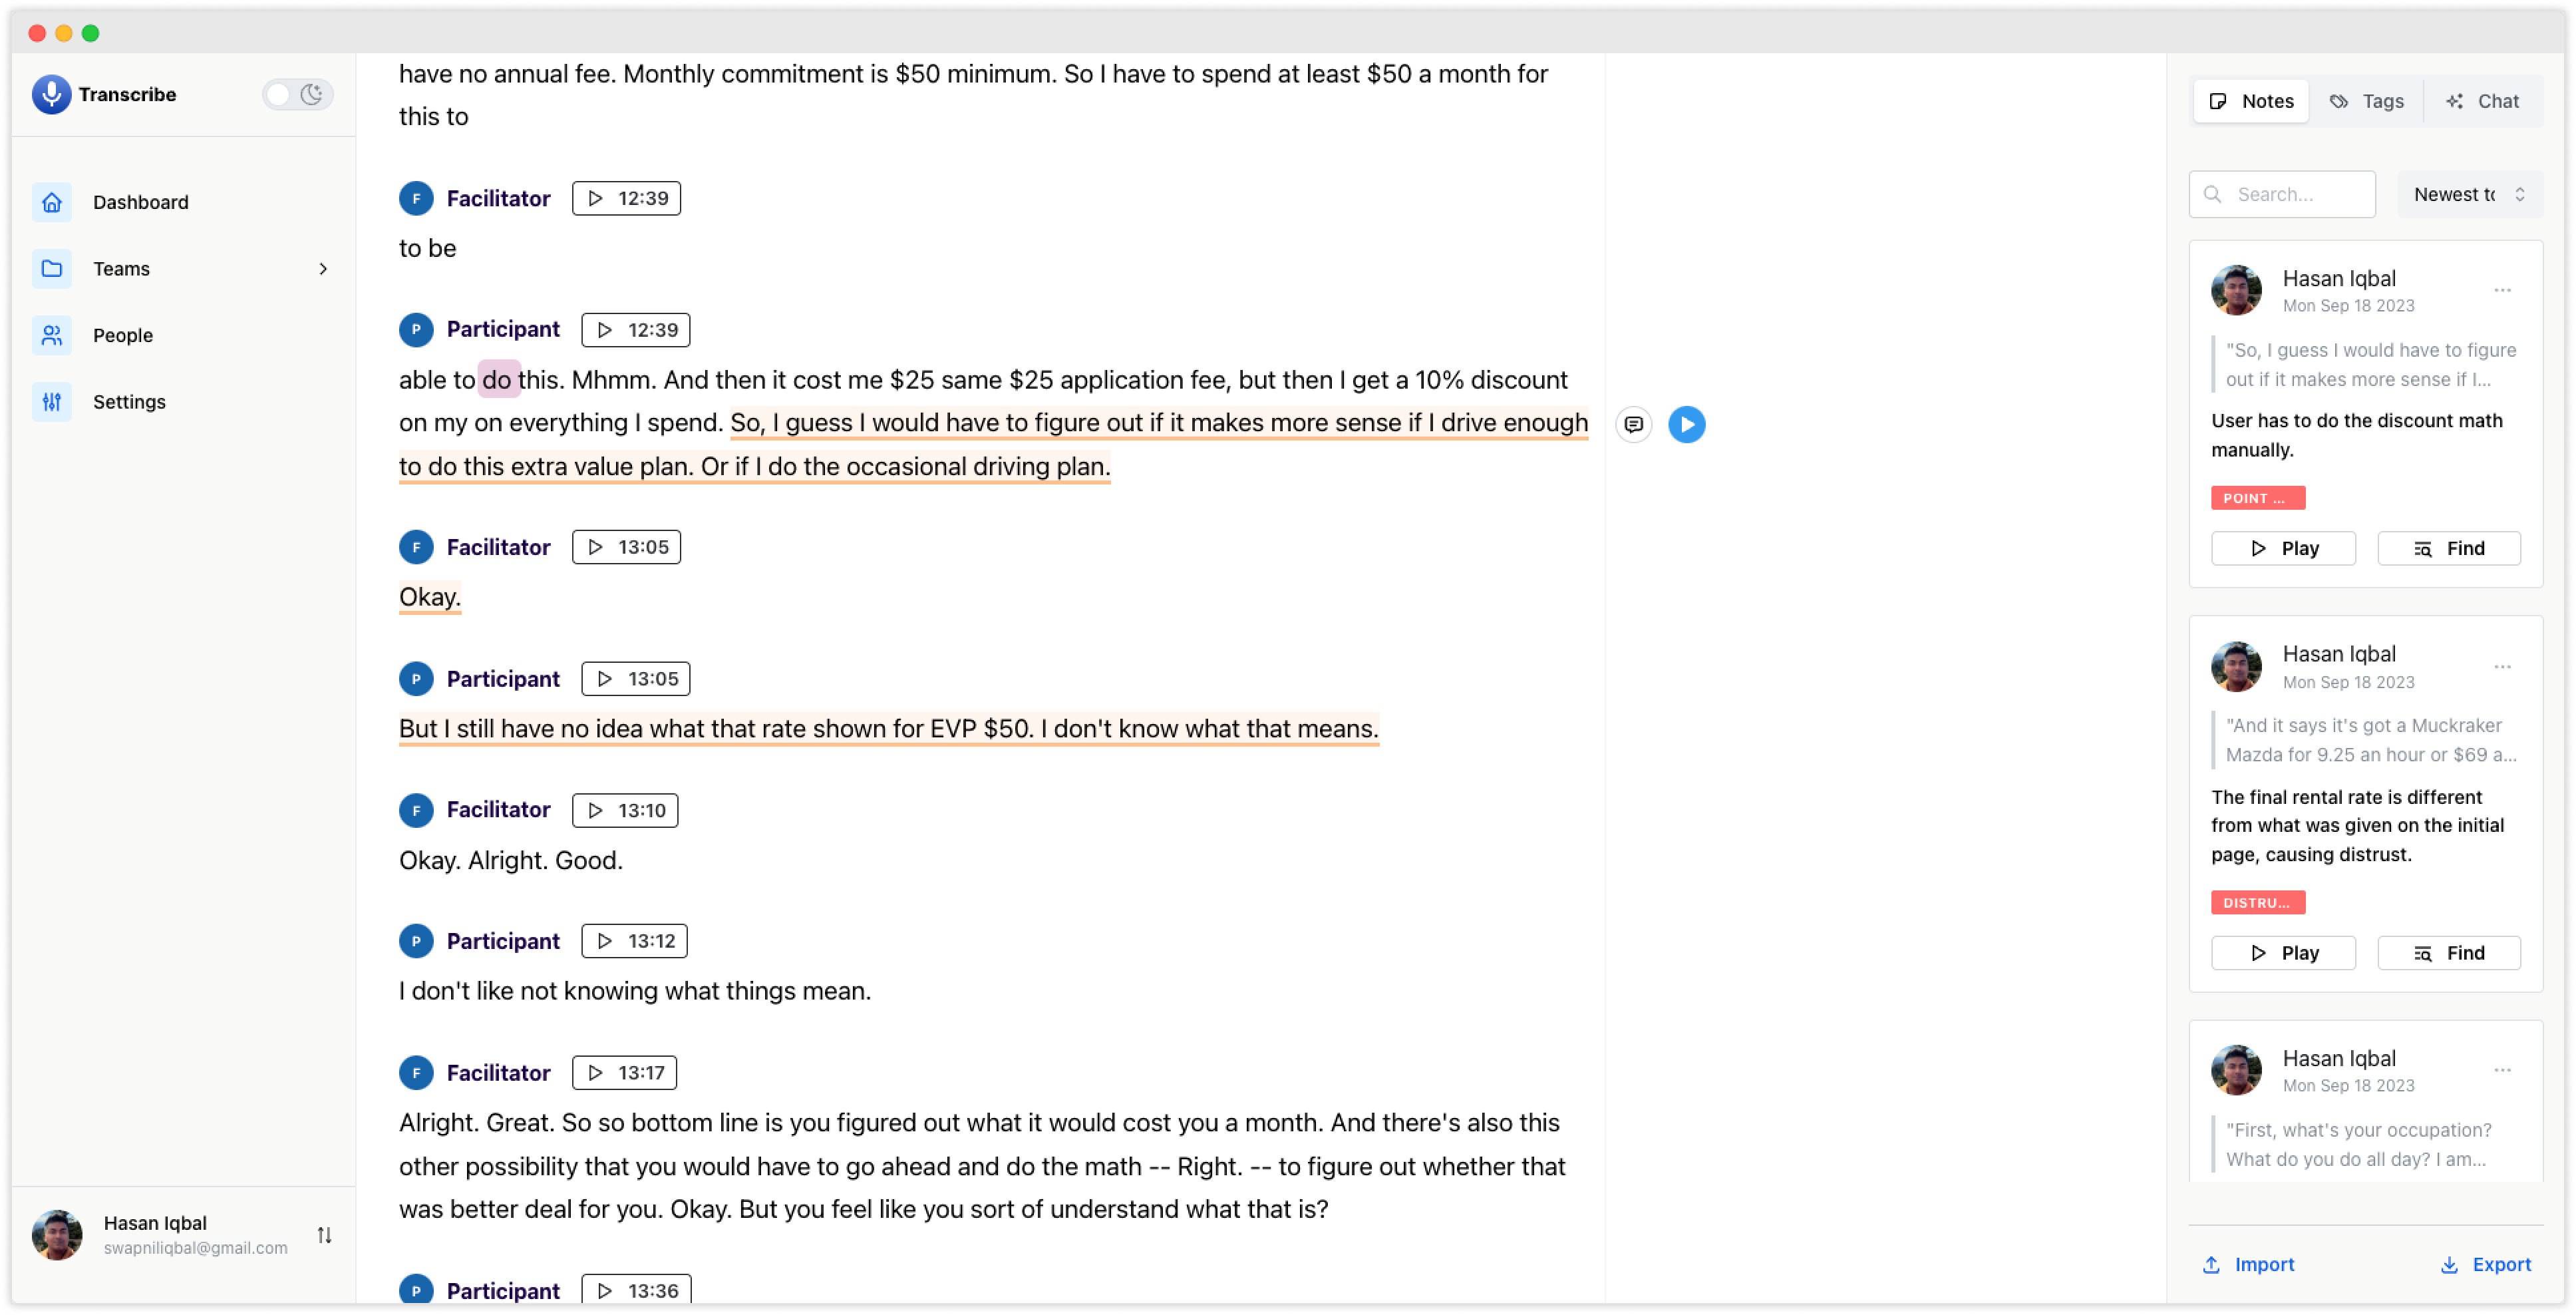 Transcribe
Dashboard
Teams
People
Settings
Hasan Iqbal
swapniliqbal@gmail.com
have no annual fee. Monthly commitment is $50 minimum. So I have to spend at least $50 a month for
this to
F Facilitator 12:39
to be
P Participant 12:39
able to do this. Mhmm. And then it cost me $25 same $25 application fee, but then I get a 10% discount
on my on everything I spend. So, I guess I would have to figure out if it makes more sense if I drive enough
to do this extra value plan. Or if I do the occasional driving plan.
F Facilitator 13:05
Okay.
P Participant 13:05
But I still have no idea what that rate shown for EVP $50. I don't know what that means.
F Facilitator 13:10
Okay. Alright. Good.
P Participant 13:12
I don't like not knowing what things mean.
F Facilitator 13:17
Alright. Great. So so bottom line is you figured out what it would cost you a month. And there's also this
other possibility that you would have to go ahead and do the math -- Right. -- to figure out whether that
was better deal for you. Okay. But you feel like you sort of understand what that is?
P Participant 13:36
Notes Tags Chat
Search... Newest to
Hasan Iqbal
Mon Sep 18 2023
"So, I guess I would have to figure
out if it makes more sense if I...
User has to do the discount math
manually.
POINT ...
Play Find
Hasan Iqbal
Mon Sep 18 2023
"And it says it's got a Muckraker
Mazda for 9.25 an hour or $69 a...
The final rental rate is different
from what was given on the initial
page, causing distrust.
DISTRU...
Play Find
Hasan Iqbal
Mon Sep 18 2023
"First, what's your occupation?
What do you do all day? I am...
Import Export